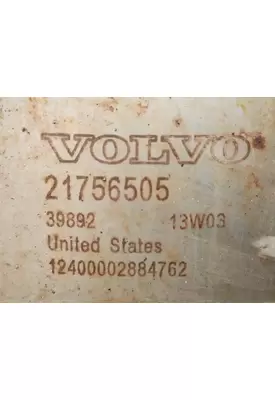 VOLVO
21756505
39892 13W03
United States
12400002884762